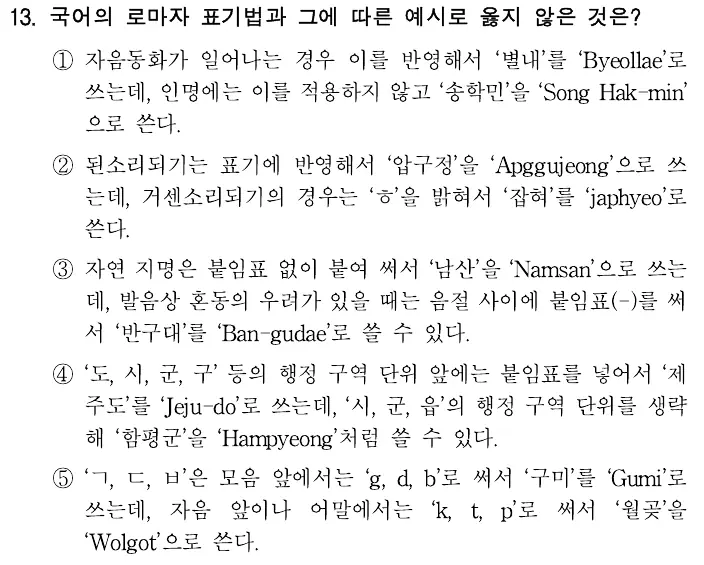 13. 국어의 로마자 표기법과 그에 따른 예시로 옳지 않은 것은?
① 자음동화가 일어나는 경우 이를 반영해서 '별내'를 'Byeollae'로
쓰는데, 인명에는 이를 적용하지 않고 '송학민'을 'Song Hak-min'
으로 쓴다.
② 된소리되기는 표기에 반영해서 '압구정'을 'Apggujeong'으로 쓰
는데, 거센소리되기의 경우는 'ㅎ'을 밝혀서 '잡혀'를 'japhyeo'로
쓴다.
③ 자연 지명은 붙임표 없이 붙여 써서 '남산'을 'Namsan'으로 쓰는
데, 발음상 혼동의 우려가 있을 때는 음절 사이에 붙임표(-)를 써
서 '반구대'를 'Ban-gudae'로 쓸 수 있다.
④ '도, 시, 군, 구' 등의 행정 구역 단위 앞에는 붙임표를 넣어서 '제
주도'를 'Jeju-do'로 쓰는데, '시, 군, 읍'의 행정 구역 단위를 생략
해 '함평군'을 'Hampyeong'처럼 쓸 수 있다.
⑤ 'ㄱ, ㄷ, ㅂ'은 모음 앞에서는 'g, d, b'로 써서 '구미'를 'Gumi'로
쓰는데, 자음 앞이나 어말에서는 'k, t, p'로 써서 '월곶'을
'Wolgot'으로 쓴다.